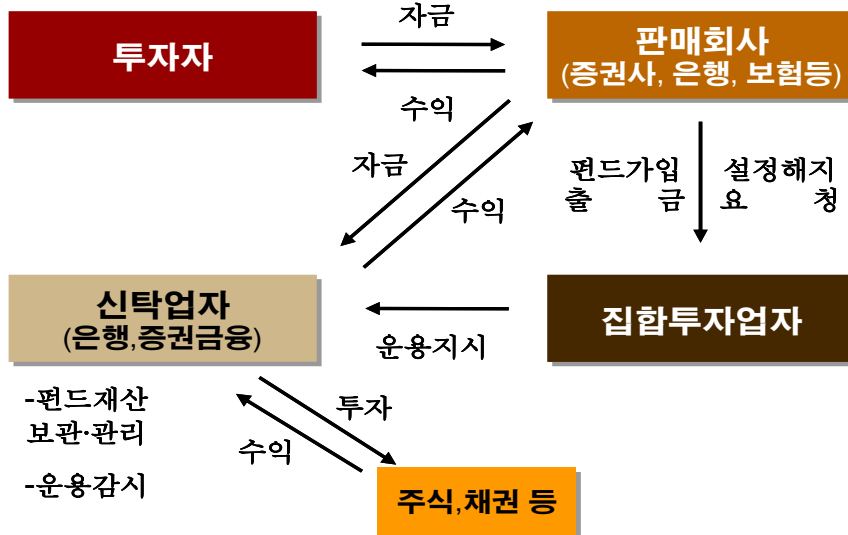 자금
투자자
판매회사
(증권사, 은행, 보험등)
수익
자금
수익
펀드가입 설정해지
출 금 요 청
신탁업자
(은행,증권금융)
집합투자업자
운용지시
-펀드재산
보관·관리
-운용감시
투자
수익
주식,채권 등